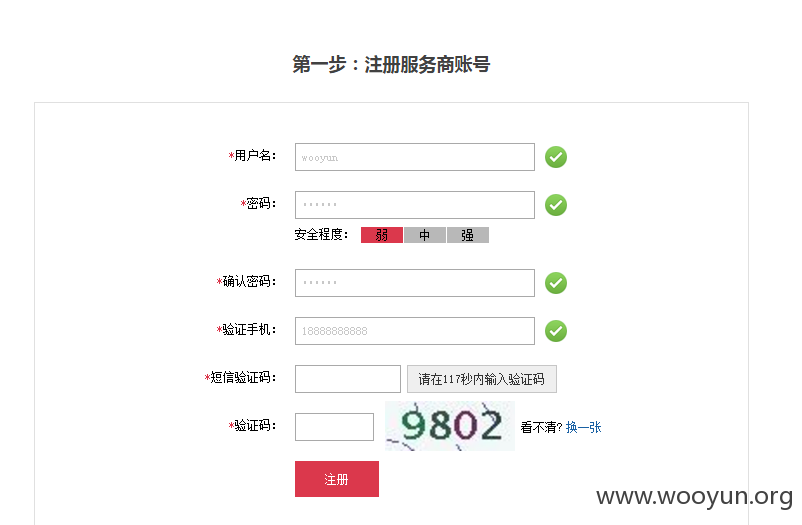 第一步：注册服务商账号
*用户名： wooyun
*密码： ······
安全程度： 弱 中 强
*确认密码： ······
*验证手机： 18888888888
*短信验证码： 请在117秒内输入验证码
*验证码： 9802 看不清? 换一张
注册
www.wooyun.org